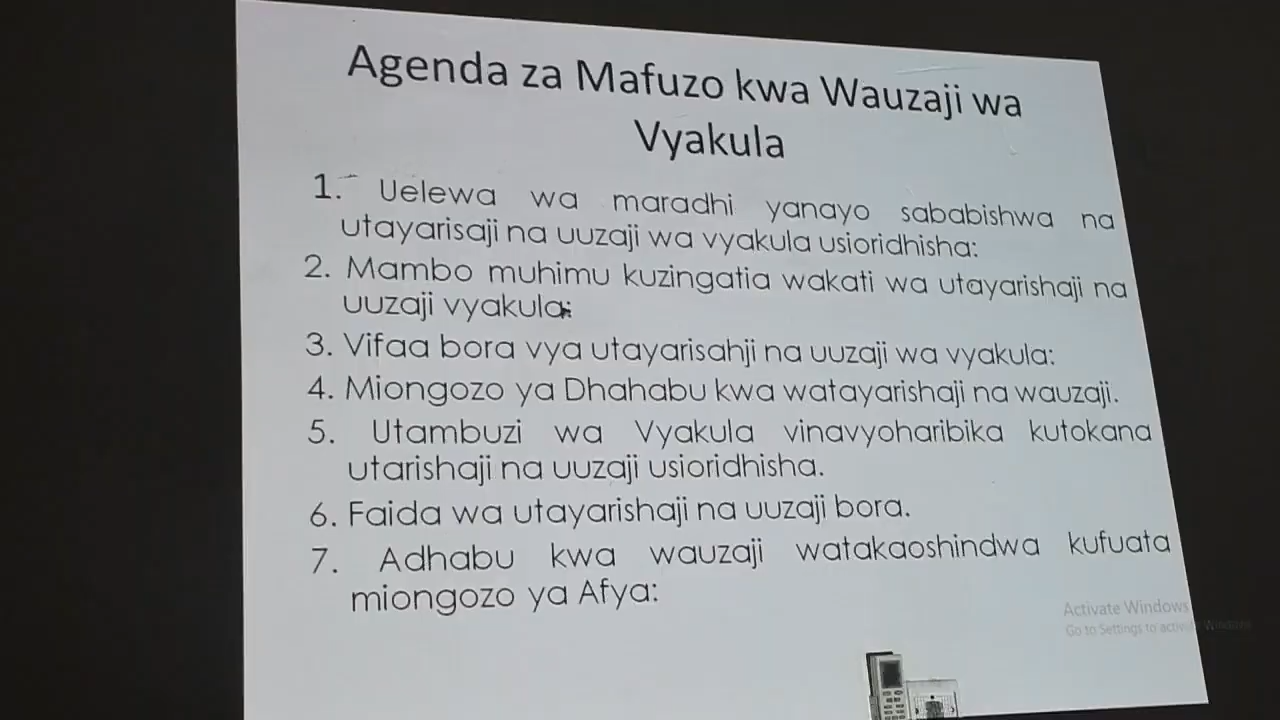 Agenda za Mafuzo kwa Wauzaji wa
Vyakula
1. Uelewa wa maradhi yanayo sababishwa na
utayarisaji na uuzaji wa vyakula usioridhisha:
2. Mambo muhimu kuzingatia wakati wa utayarishaji na
uuzaji vyakula:
3. Vifaa bora vya utayarisahji na uuzaji wa vyakula:
4. Miongozo ya Dhahabu kwa watayarishaji na wauzaji.
5. Utambuzi wa Vyakula vinavyoharibika kutokana
utarishaji na uuzaji usioridhisha.
6. Faida wa utayarishaji na uuzaji bora.
7. Adhabu kwa wauzaji watakaoshindwa kufuata
miongozo ya Afya:
Activate Windows
Go to Settings to activate Windows